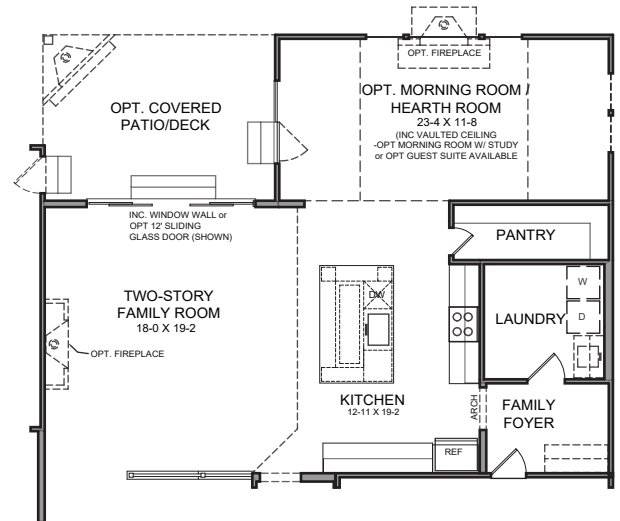 OPT. FIREPLACE
OPT. COVERED
PATIO/DECK
OPT. MORNING ROOM /
HEARTH ROOM
23-4 X 11-8
(INC VAULTED CEILING
-OPT MORNING ROOM W/ STUDY
or OPT GUEST SUITE AVAILABLE
INC. WINDOW WALL or
OPT 12' SLIDING
GLASS DOOR (SHOWN)
PANTRY
TWO-STORY
FAMILY ROOM
18-0 X 19-2
OPT. FIREPLACE
DW
W
D
LAUNDRY
KITCHEN
12-11 X 19-2
ARCH
FAMILY
FOYER
REF